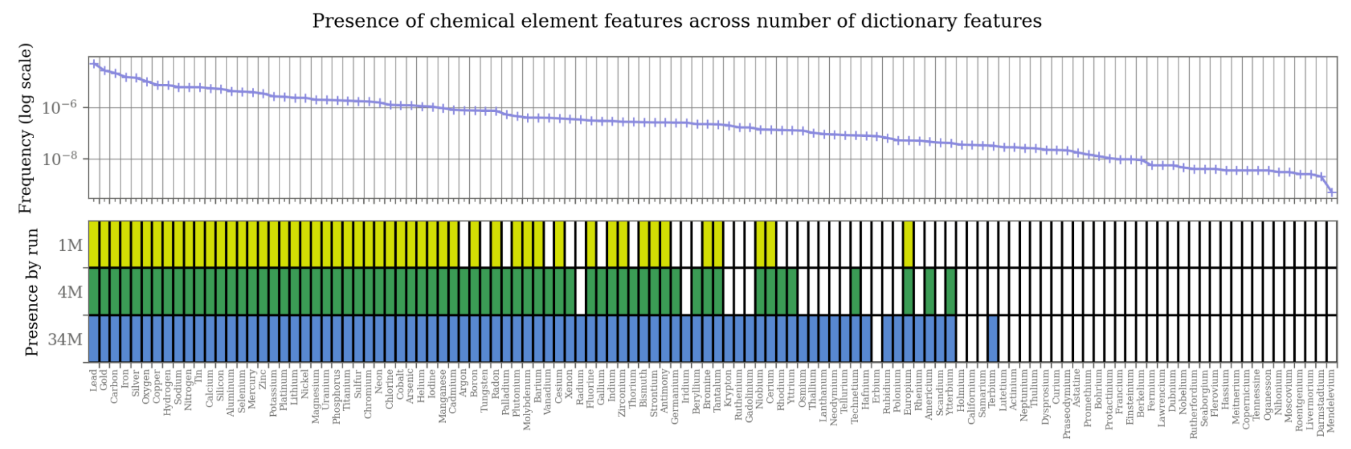 Presence of chemical element features across number of dictionary features
Frequency (log scale)
10⁻⁶
10⁻⁸
Presence by run
1M
4M
34M
Lead
Gold
Carbon
Iron
Silver
Oxygen
Copper
Hydrogen
Sodium
Nitrogen
Tin
Calcium
Silicon
Aluminum
Selenium
Mercury
Zinc
Potassium
Platinum
Lithium
Nickel
Magnesium
Uranium
Phosphorus
Titanium
Sulfur
Chromium
Neon
Chlorine
Cobalt
Arsenic
Helium
Iodine
Manganese
Cadmium
Argon
Boron
Tungsten
Radon
Palladium
Plutonium
Molybdenum
Barium
Vanadium
Cesium
Xenon
Radium
Fluorine
Gallium
Indium
Zirconium
Thorium
Bismuth
Strontium
Antimony
Germanium
Iridium
Beryllium
Bromine
Tantalum
Krypton
Ruthenium
Gadolinium
Niobium
Cerium
Rhodium
Yttrium
Osmium
Thallium
Lanthanum
Neodymium
Tellurium
Technetium
Hafnium
Erbium
Rubidium
Polonium
Europium
Rhenium
Americium
Scandium
Ytterbium
Holmium
Californium
Samarium
Terbium
Lutetium
Actinium
Neptunium
Thulium
Dysprosium
Curium
Praseodymium
Astatine
Promethium
Bohrium
Protactinium
Francium
Einsteinium
Berkelium
Fermium
Lawrencium
Dubnium
Nobelium
Rutherfordium
Seaborgium
Flerovium
Hassium
Meitnerium
Copernicium
Tennessine
Oganesson
Nihonium
Moscovium
Roentgenium
Livermorium
Darmstadtium
Mendelevium